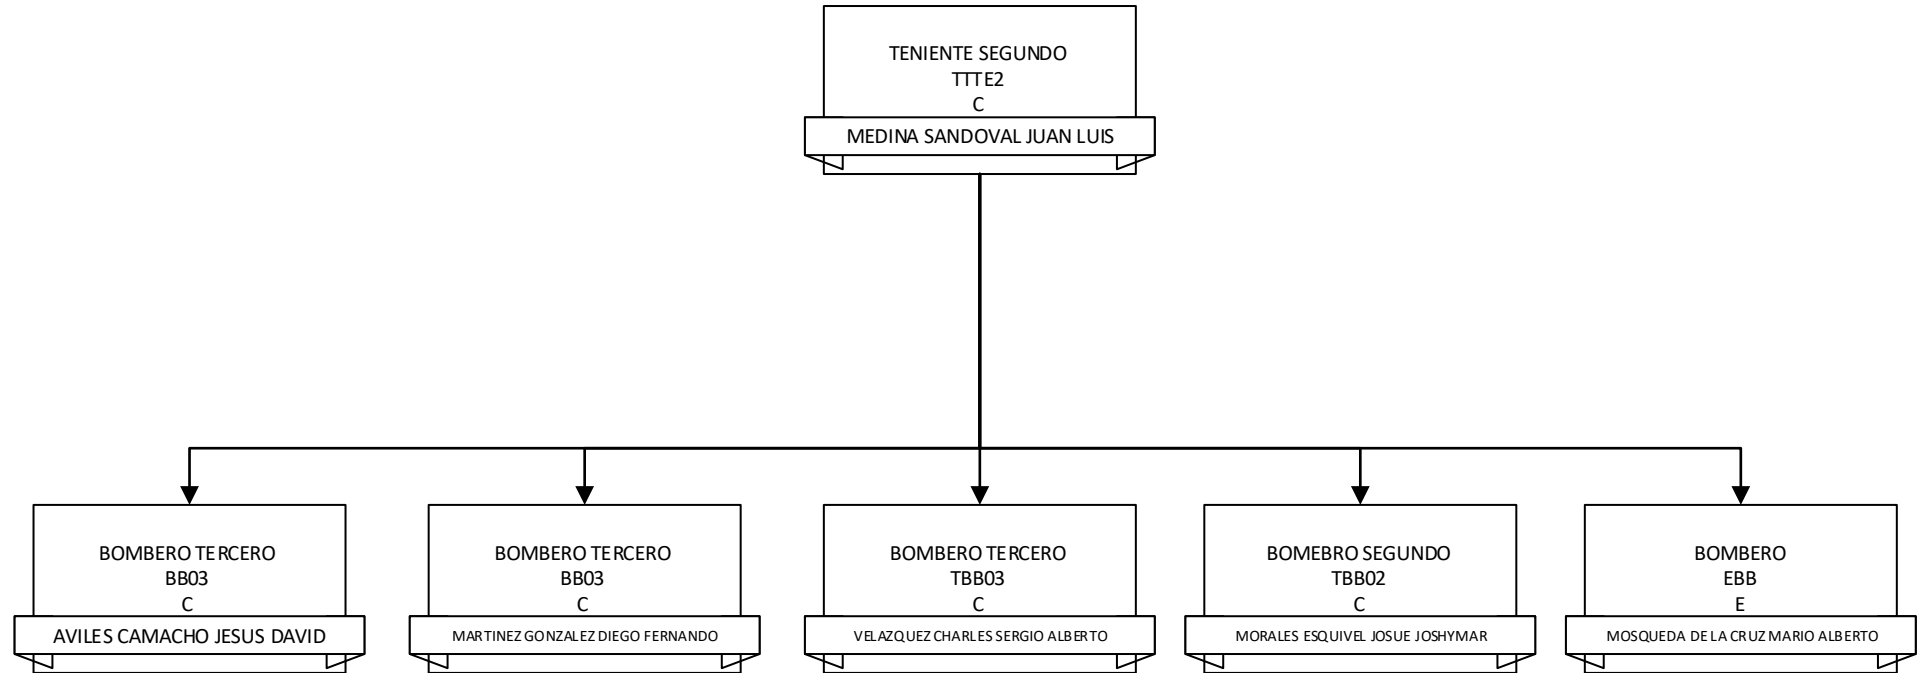 TENIENTE SEGUNDO
TTTE2
C
MEDINA SANDOVAL JUAN LUIS
BOMBERO TERCERO
BB03
C
AVILES CAMACHO JESUS DAVID
BOMBERO TERCERO
BB03
C
MARTINEZ GONZALEZ DIEGO FERNANDO
BOMBERO TERCERO
TBB03
C
VELAZQUEZ CHARLES SERGIO ALBERTO
BOMEBRO SEGUNDO
TBB02
C
MORALES ESQUIVEL JOSUE JOSHYMAR
BOMBERO
EBB
E
MOSQUEDA DE LA CRUZ MARIO ALBERTO